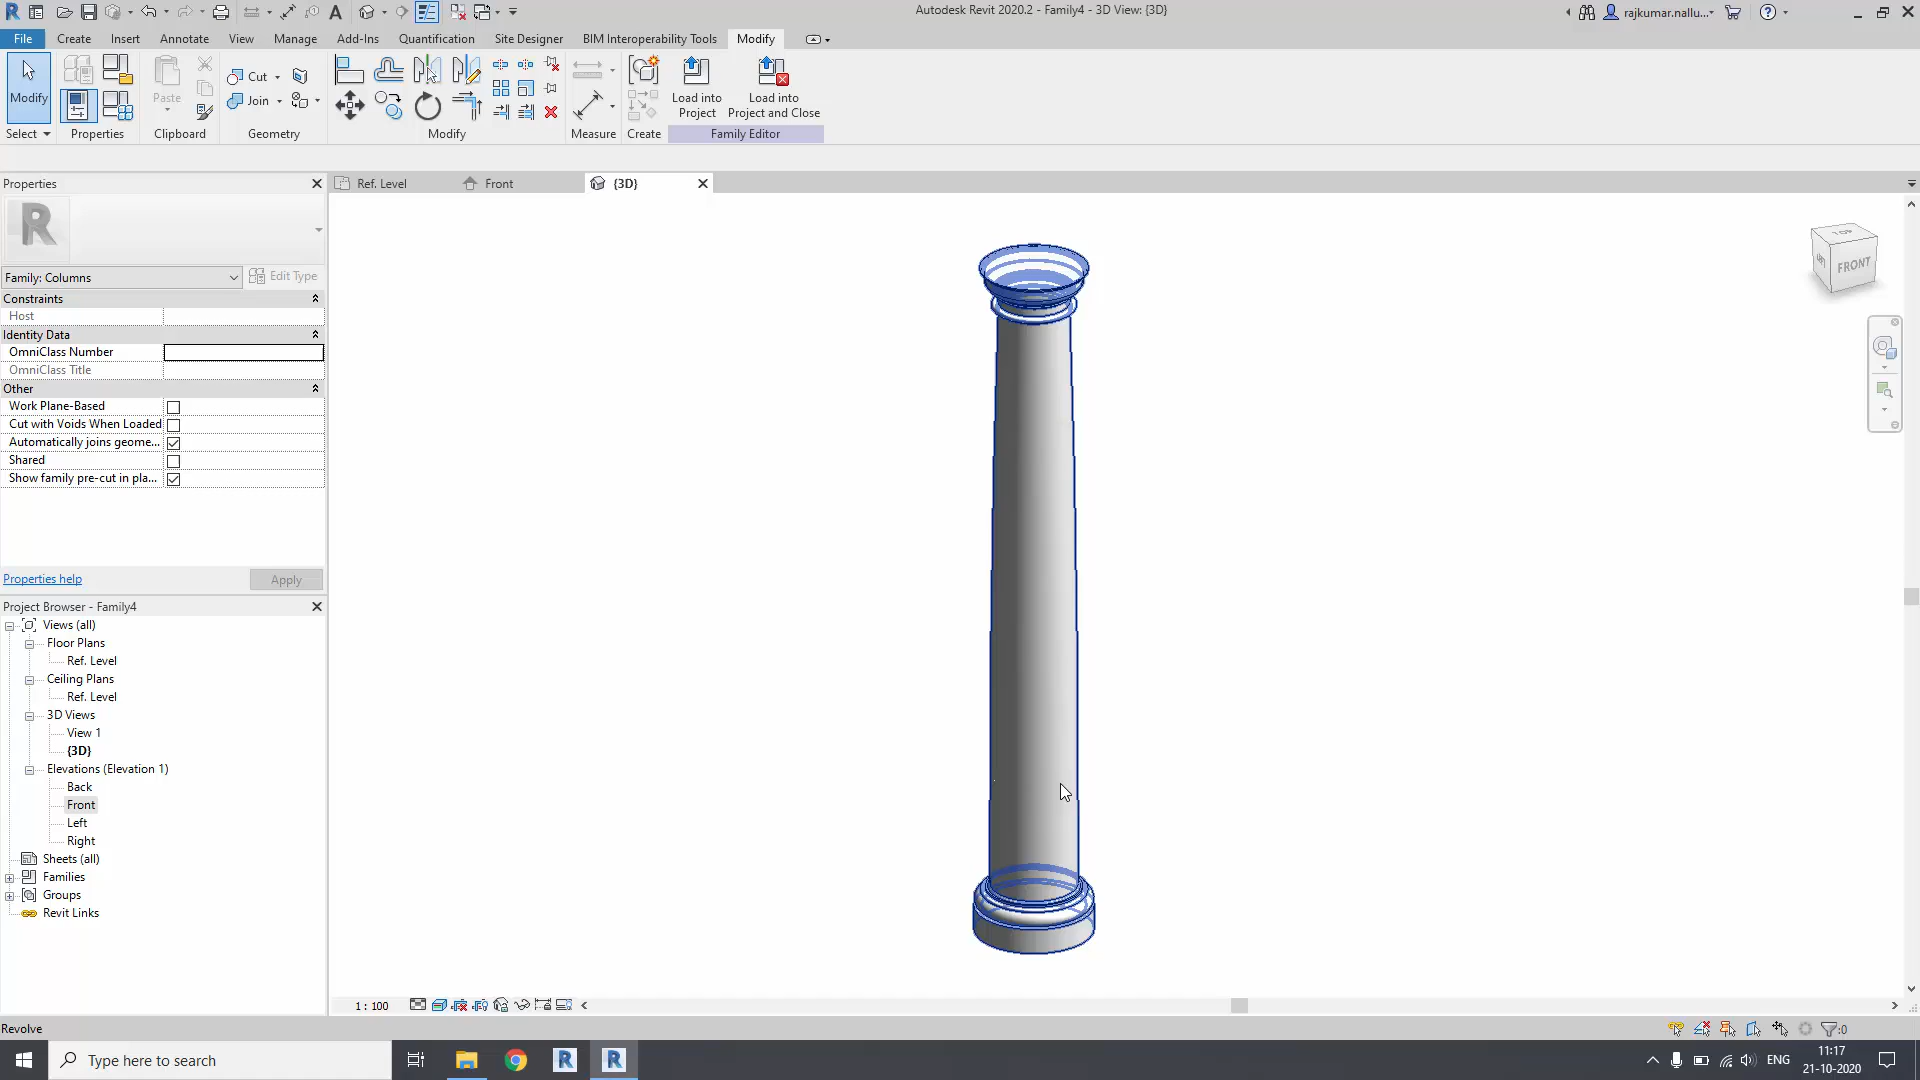 Autodesk Revit 2020.2 - Family4 - 3D View: {3D}
rajkumar.nallu...
File Create Insert Annotate View Manage Add-Ins Quantification Site Designer BIM Interoperability Tools Modify
Modify
Paste
Cut
Join
Load into Project
Load into Project and Close
Select Properties Clipboard Geometry Modify Measure Create Family Editor
Properties
Ref. Level
Front
{3D}
Family: Columns
Edit Type
Constraints
Host
Identity Data
OmniClass Number
OmniClass Title
Other
Work Plane-Based
Cut with Voids When Loaded
Automatically joins geome...
Shared
Show family pre-cut in pla...
Properties help
Apply
TOP
FRONT
Project Browser - Family4
Views (all)
Floor Plans
Ref. Level
Ceiling Plans
Ref. Level
3D Views
View 1
{3D}
Elevations (Elevation 1)
Back
Front
Left
Right
Sheets (all)
Families
Groups
Revit Links
1 : 100
Revolve
:0
Type here to search
ENG
11:17
21-10-2020